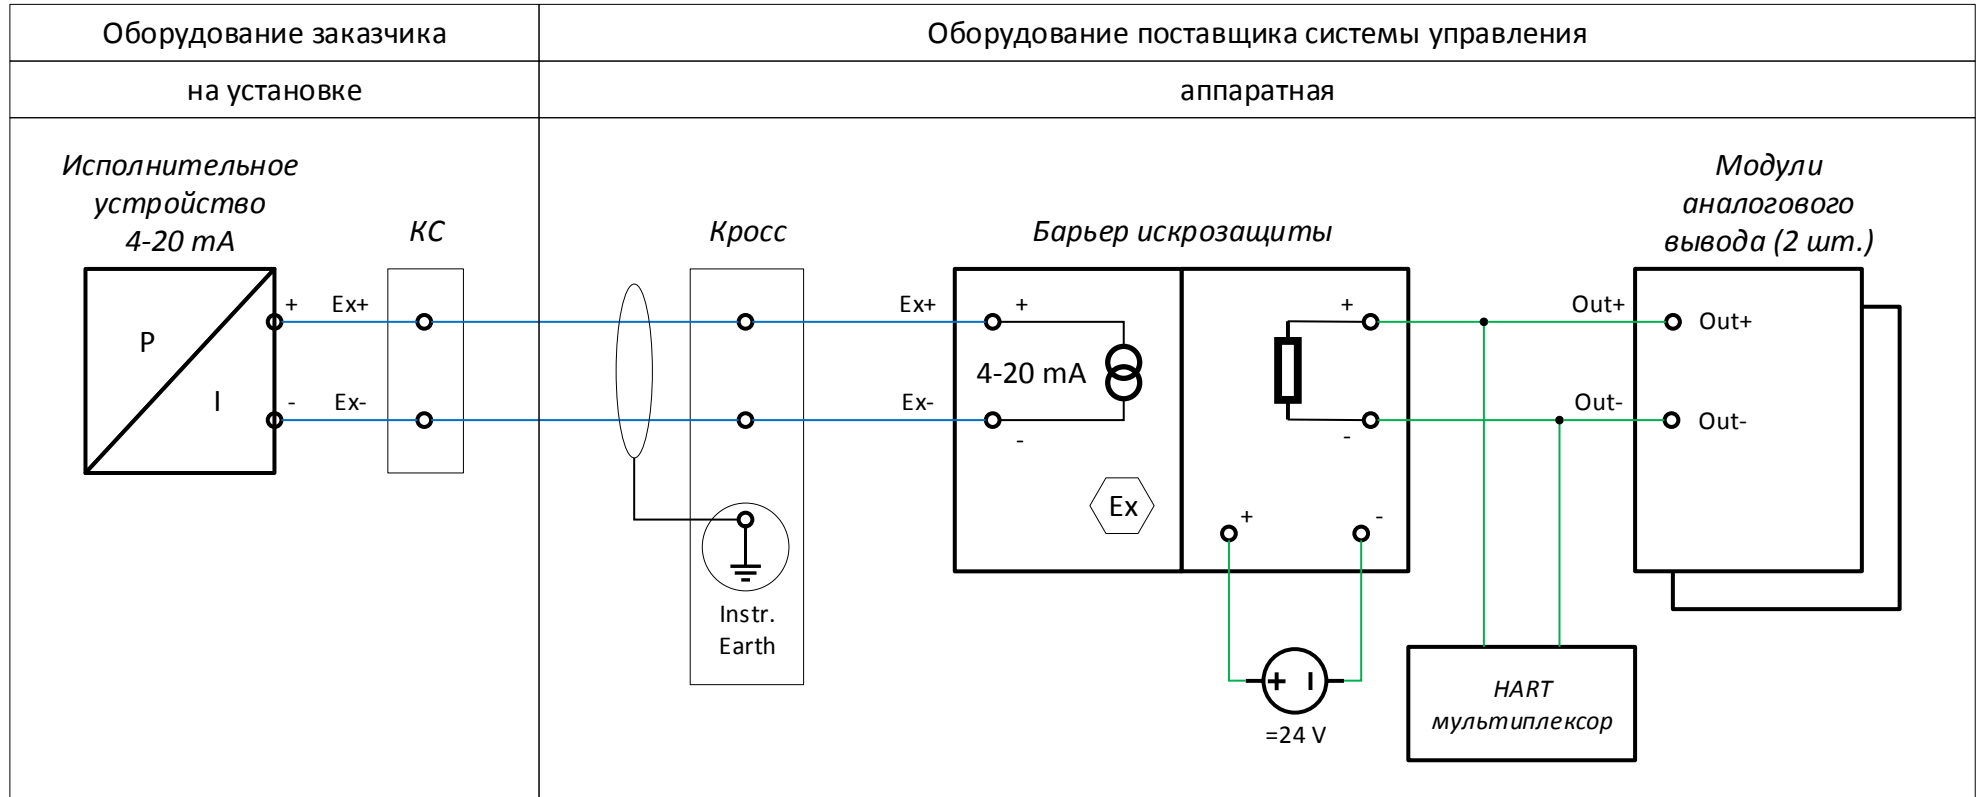 Оборудование заказчика
Оборудование поставщика системы управления
на установке
аппаратная
Исполнительное
устройство
4-20 mA
КС
Кросс
Барьер искрозащиты
Модули
аналогового
вывода (2 шт.)
P
I
+
Ex+
-
Ex-
Ex+
+
4-20 mA
Ex-
-
Ex
+
-
+
-
Out+
Out+
Out-
Out-
Instr.
Earth
=24 V
HART
мультиплексор